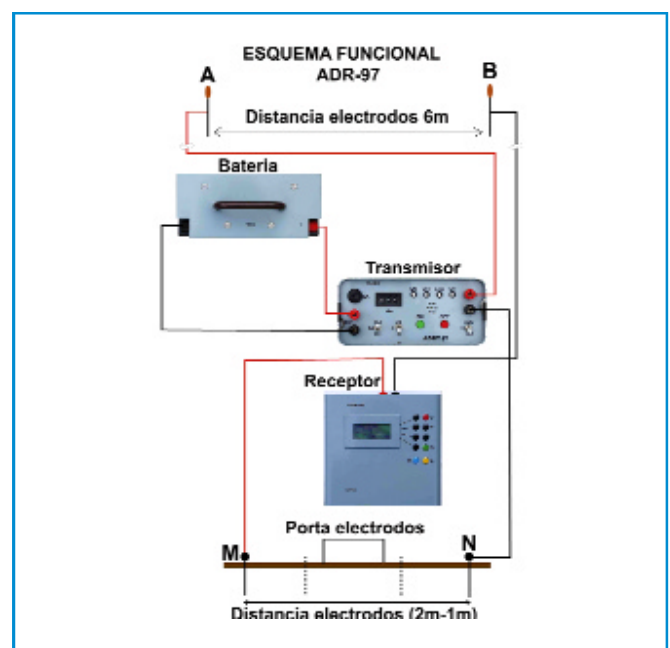 ESQUEMA FUNCIONAL
ADR-97
A
B
Distancia electrodos 6m
Bateria
Transmisor
Receptor
Porta electrodos
M
N
Distancia electrodos (2m-1m)